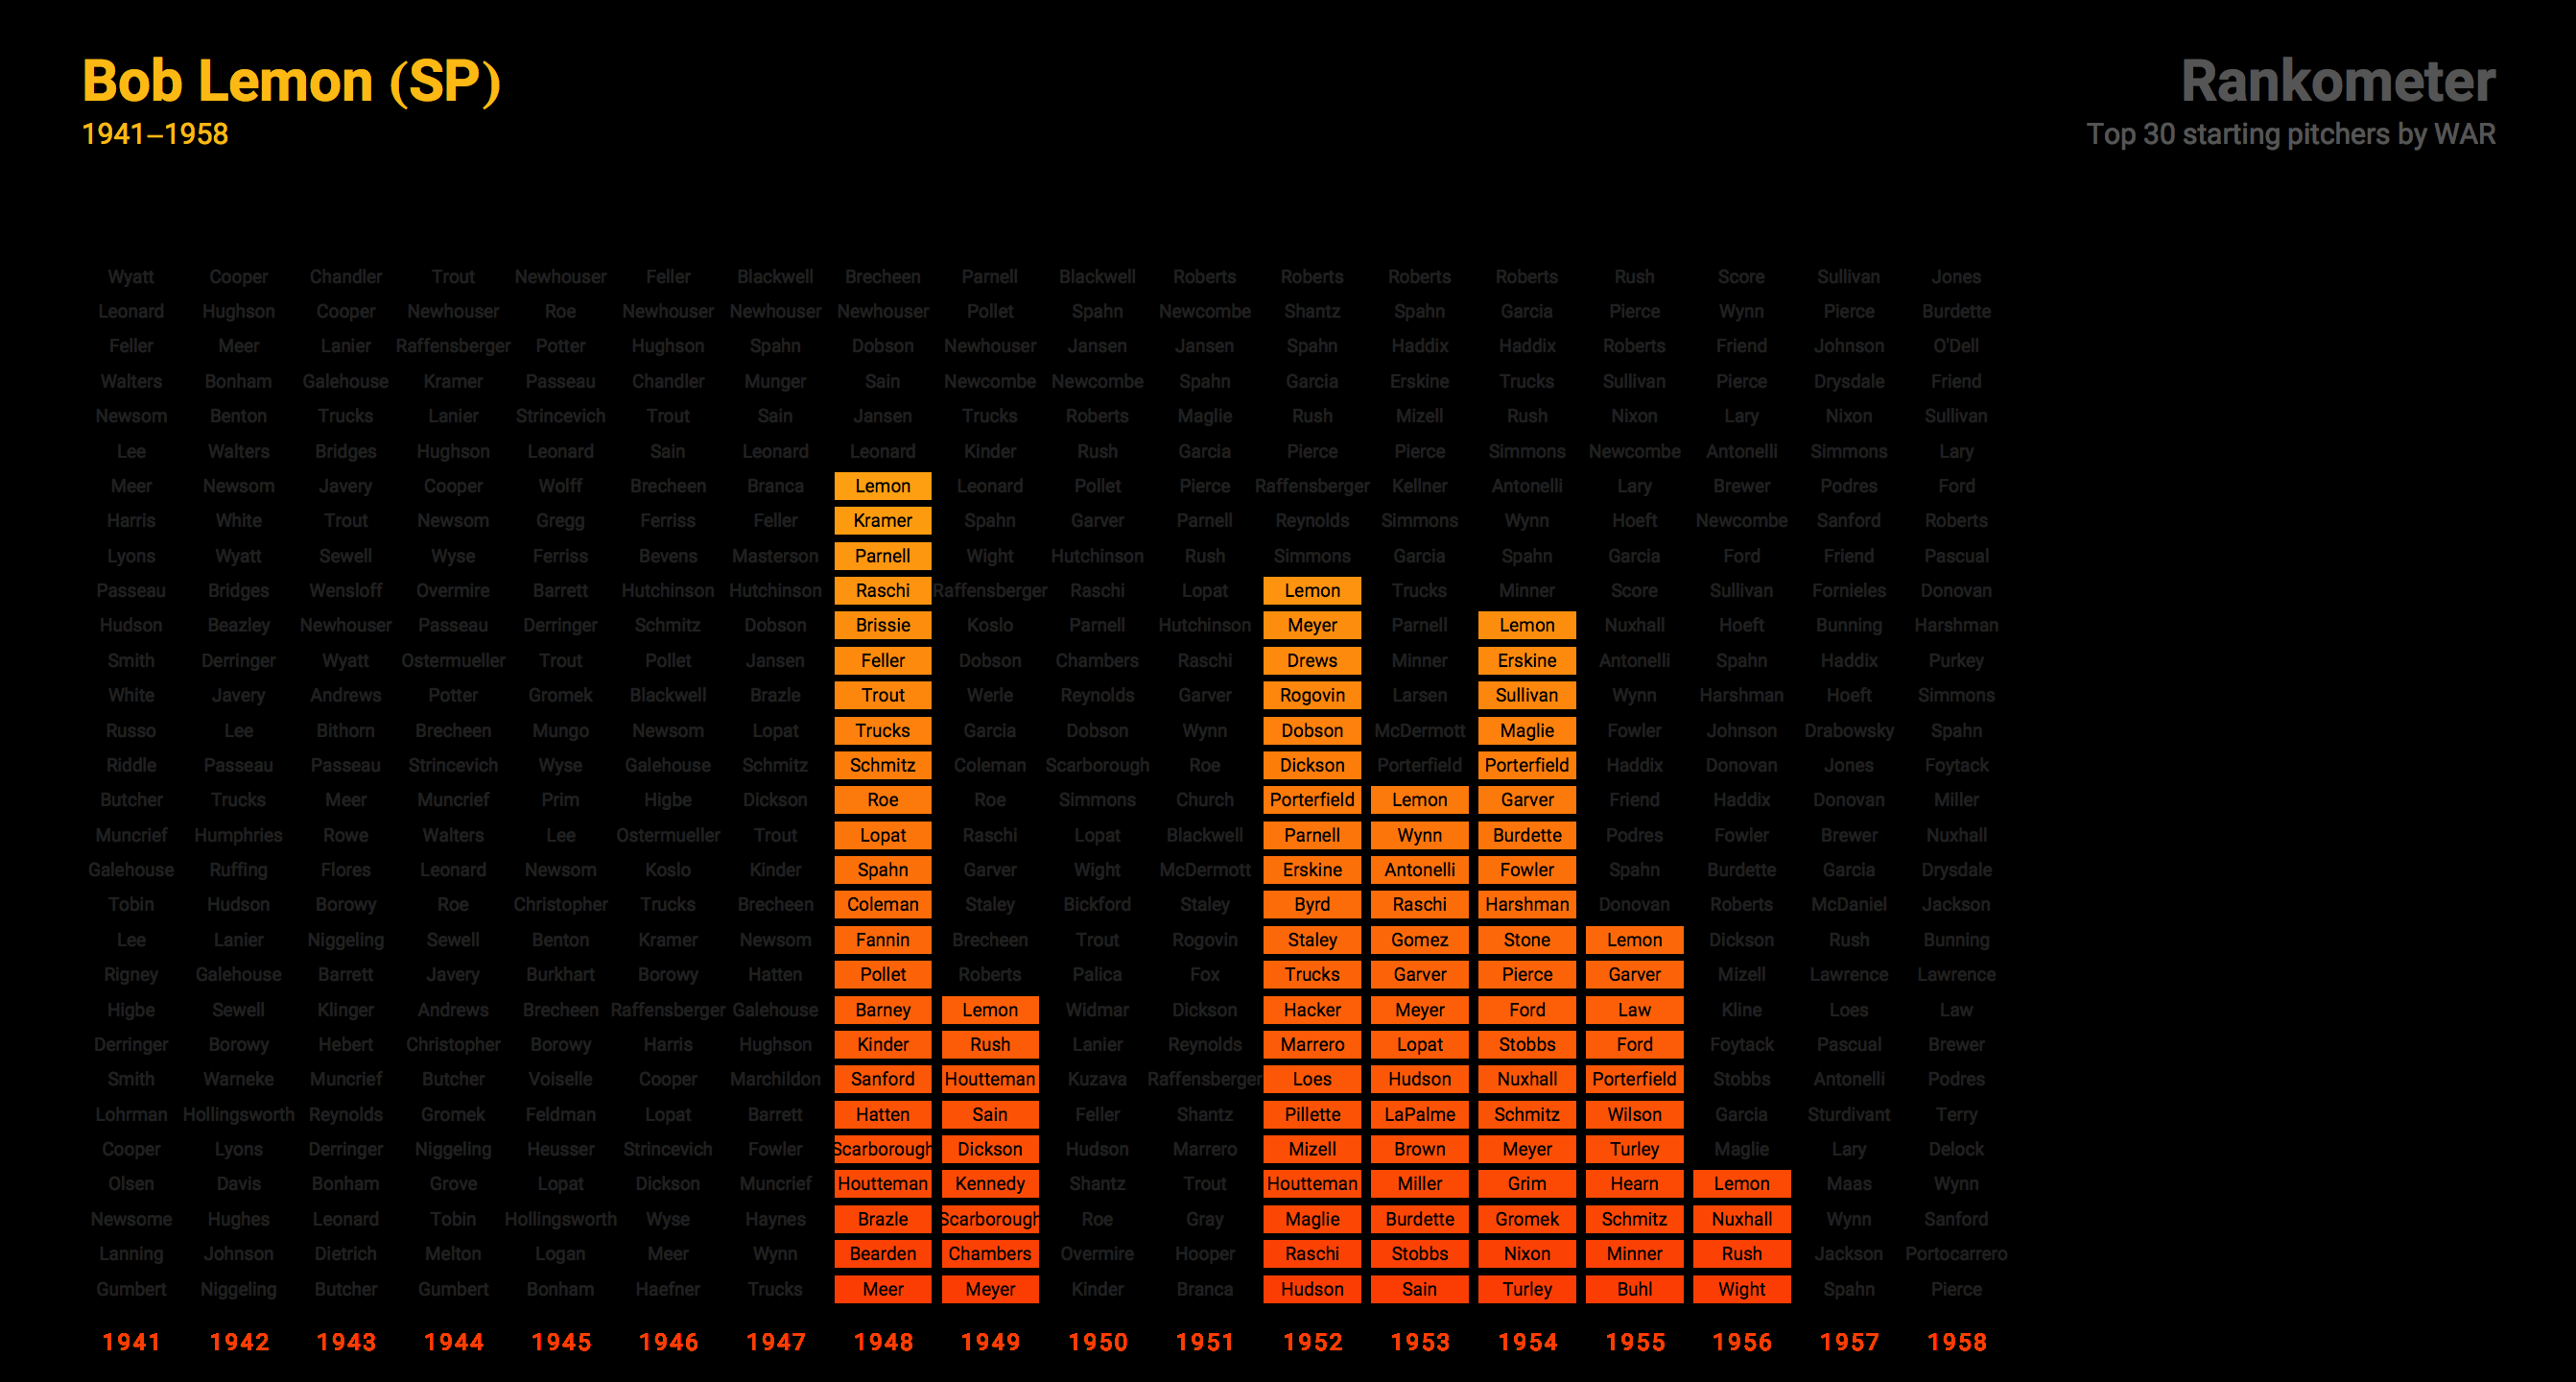 Bob Lemon (SP)
1941–1958
Rankometer
Top 30 starting pitchers by WAR
Wyatt Cooper Chandler Trout Newhouser Feller Blackwell Brecheen Parnell Blackwell Roberts Roberts Roberts Roberts Rush Score Sullivan Jones
Leonard Hughson Cooper Newhouser Roe Newhouser Newhouser Newhouser Pollet Spahn Newcombe Shantz Spahn Garcia Pierce Wynn Pierce Burdette
Feller Meer Lanier Raffensberger Potter Hughson Spahn Dobson Newhouser Jansen Jansen Spahn Haddix Haddix Roberts Friend Johnson O'Dell
Walters Bonham Galehouse Kramer Passeau Chandler Munger Sain Newcombe Newcombe Spahn Garcia Erskine Trucks Sullivan Pierce Drysdale Friend
Newsom Benton Trucks Lanier Strincevich Trout Sain Jansen Trucks Roberts Maglie Rush Mizell Rush Nixon Lary Nixon Sullivan
Lee Walters Bridges Hughson Leonard Sain Leonard Leonard Kinder Rush Garcia Pierce Pierce Simmons Newcombe Antonelli Simmons Lary
Meer Newsom Javery Cooper Wolff Brecheen Branca Lemon Leonard Pollet Pierce Raffensberger Kellner Antonelli Lary Brewer Podres Ford
Harris White Trout Newsom Gregg Ferriss Feller Kramer Spahn Garver Parnell Reynolds Simmons Wynn Hoeft Newcombe Sanford Roberts
Lyons Wyatt Sewell Wyse Ferriss Bevens Masterson Parnell Wight Hutchinson Rush Simmons Garcia Spahn Garcia Ford Friend Pascual
Passeau Bridges Wensloff Overmire Barrett Hutchinson Hutchinson Raschi Raffensberger Raschi Lopat Lemon Trucks Minner Score Sullivan Fornieles Donovan
Hudson Beazley Newhouser Passeau Derringer Schmitz Dobson Brissie Koslo Parnell Hutchinson Meyer Parnell Lemon Nuxhall Hoeft Bunning Harshman
Smith Derringer Wyatt Ostermueller Trout Pollet Jansen Feller Dobson Chambers Raschi Drews Minner Erskine Antonelli Spahn Haddix Purkey
White Javery Andrews Potter Gromek Blackwell Brazle Trout Werle Reynolds Garver Rogovin Larsen Sullivan Wynn Harshman Hoeft Simmons
Russo Lee Bithorn Brecheen Mungo Newsom Lopat Trucks Garcia Dobson Wynn Dobson McDermott Maglie Fowler Johnson Drabowsky Spahn
Riddle Passeau Passeau Strincevich Wyse Galehouse Schmitz Schmitz Coleman Scarborough Roe Dickson Porterfield Porterfield Haddix Donovan Jones Foytack
Butcher Trucks Meer Muncrief Prim Higbe Dickson Roe Roe Simmons Church Porterfield Lemon Garver Friend Haddix Donovan Miller
Muncrief Humphries Rowe Walters Lee Ostermueller Trout Lopat Raschi Lopat Blackwell Parnell Wynn Burdette Podres Fowler Brewer Nuxhall
Galehouse Ruffing Flores Leonard Newsom Koslo Kinder Spahn Garver Wight McDermott Erskine Antonelli Fowler Spahn Burdette Garcia Drysdale
Tobin Hudson Borowy Roe Christopher Trucks Brecheen Coleman Staley Bickford Staley Byrd Raschi Harshman Donovan Roberts McDaniel Jackson
Lee Lanier Niggeling Sewell Benton Kramer Newsom Fannin Brecheen Trout Rogovin Staley Gomez Stone Lemon Dickson Rush Bunning
Rigney Galehouse Barrett Javery Burkhart Borowy Hatten Pollet Roberts Palica Fox Trucks Garver Pierce Garver Mizell Lawrence Lawrence
Higbe Sewell Klinger Andrews Brecheen Raffensberger Galehouse Barney Lemon Widmar Dickson Hacker Meyer Ford Law Kline Loes Law
Derringer Borowy Hebert Christopher Borowy Harris Hughson Kinder Rush Lanier Reynolds Marrero Lopat Stobbs Ford Foytack Pascual Brewer
Smith Warneke Muncrief Butcher Voiselle Cooper Marchildon Sanford Houtteman Kuzava Raffensberger Loes Hudson Nuxhall Porterfield Stobbs Antonelli Podres
Lohrman Hollingsworth Reynolds Gromek Feldman Lopat Barrett Hatten Sain Feller Shantz Pillette LaPalme Schmitz Wilson Garcia Sturdivant Terry
Cooper Lyons Derringer Niggeling Heusser Strincevich Fowler Scarborough Dickson Hudson Marrero Mizell Brown Meyer Turley Maglie Lary Delock
Olsen Davis Bonham Grove Lopat Dickson Muncrief Houtteman Kennedy Shantz Trout Houtteman Miller Grim Hearn Lemon Maas Wynn
Newsome Hughes Leonard Tobin Hollingsworth Wyse Haynes Brazle Scarborough Roe Gray Maglie Burdette Gromek Schmitz Nuxhall Wynn Sanford
Lanning Johnson Dietrich Melton Logan Meer Wynn Bearden Chambers Overmire Hooper Raschi Stobbs Nixon Minner Rush Jackson Portocarrero
Gumbert Niggeling Butcher Gumbert Bonham Haefner Trucks Meer Meyer Kinder Branca Hudson Sain Turley Buhl Wight Spahn Pierce
1941 1942 1943 1944 1945 1946 1947 1948 1949 1950 1951 1952 1953 1954 1955 1956 1957 1958